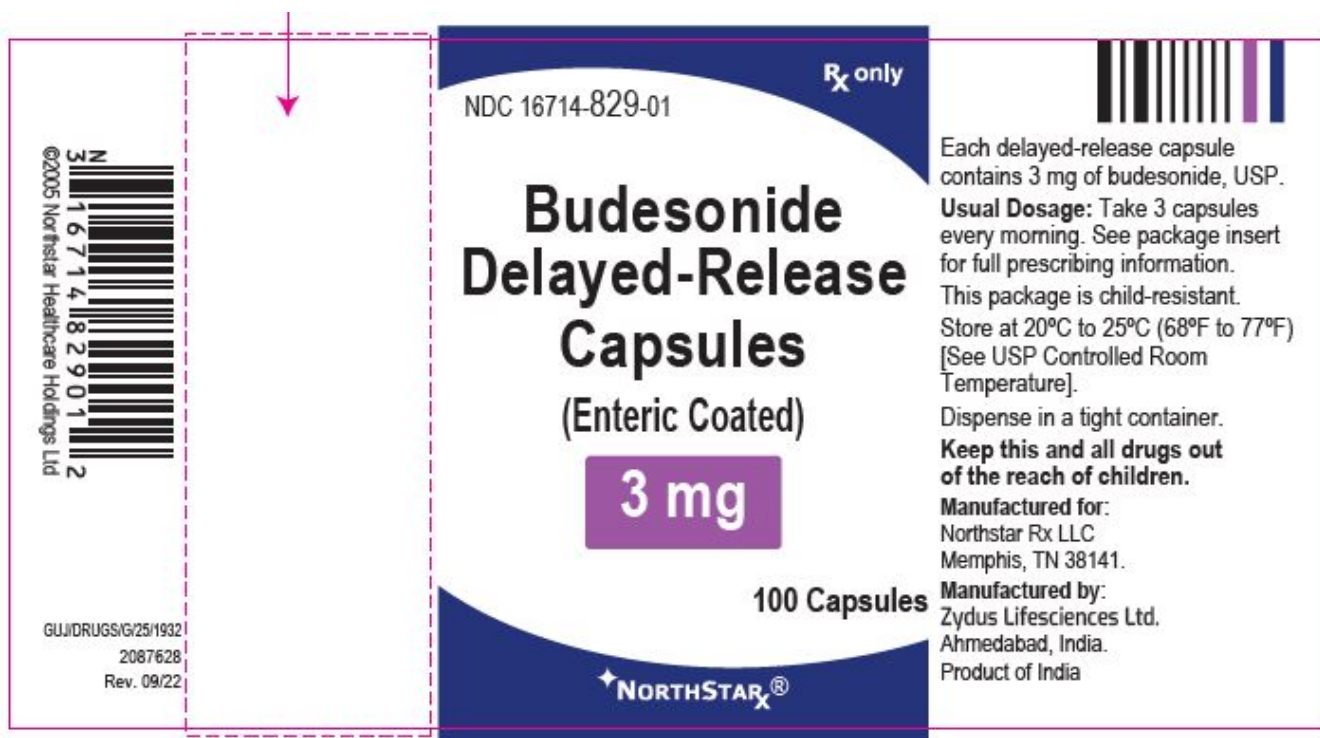 N
3 16714 82901 2
©2005 Northstar Healthcare Holdings Ltd
GUJ/DRUGS/G/25/1932
2087628
Rev. 09/22
Rx only
NDC 16714-829-01
Budesonide
Delayed-Release
Capsules
(Enteric Coated)
3 mg
100 Capsules
NORTHSTARx®
Each delayed-release capsule
contains 3 mg of budesonide, USP.
Usual Dosage: Take 3 capsules
every morning. See package insert
for full prescribing information.
This package is child-resistant.
Store at 20ºC to 25ºC (68ºF to 77ºF)
[See USP Controlled Room
Temperature].
Dispense in a tight container.
Keep this and all drugs out
of the reach of children.
Manufactured for:
Northstar Rx LLC
Memphis, TN 38141.
Manufactured by:
Zydus Lifesciences Ltd.
Ahmedabad, India.
Product of India